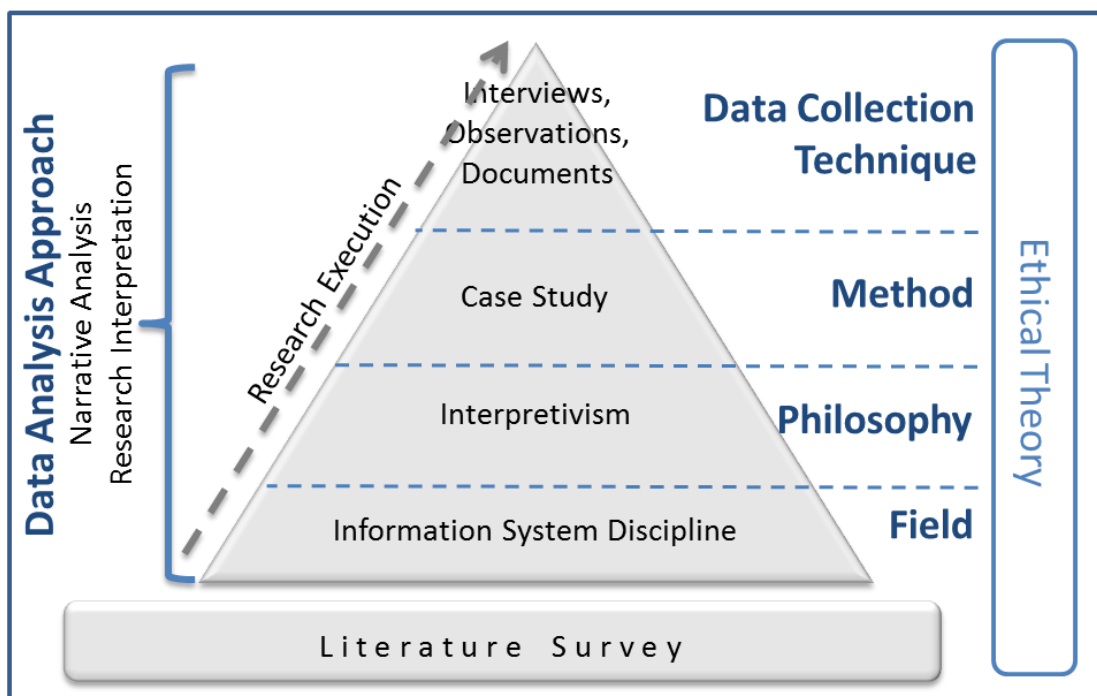 Data Analysis Approach
Narrative Analysis
Research Interpretation
Research Execution
Interviews,
Observations,
Documents
Data Collection
Technique
Case Study
Method
Interpretivism
Philosophy
Information System Discipline
Field
Ethical Theory
Literature Survey